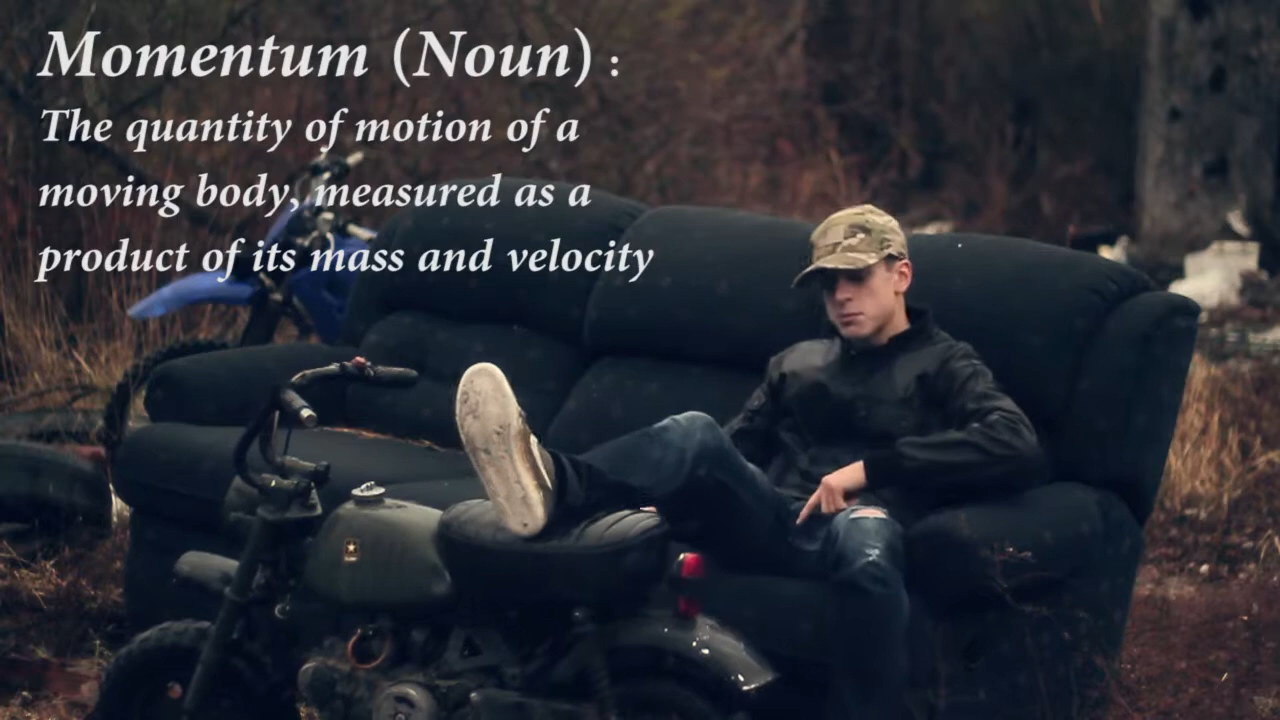 Momentum (Noun) :
The quantity of motion of a
moving body, measured as a
product of its mass and velocity